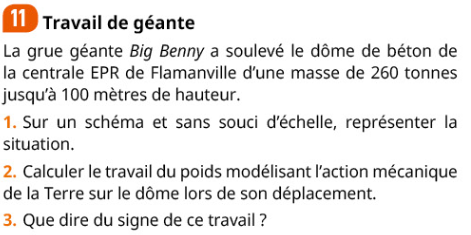 11 Travail de géante
La grue géante Big Benny a soulevé le dôme de béton de
la centrale EPR de Flamanville d'une masse de 260 tonnes
jusqu'à 100 mètres de hauteur.
1. Sur un schéma et sans souci d'échelle, représenter la
situation.
2. Calculer le travail du poids modélisant l'action mécanique
de la Terre sur le dôme lors de son déplacement.
3. Que dire du signe de ce travail ?